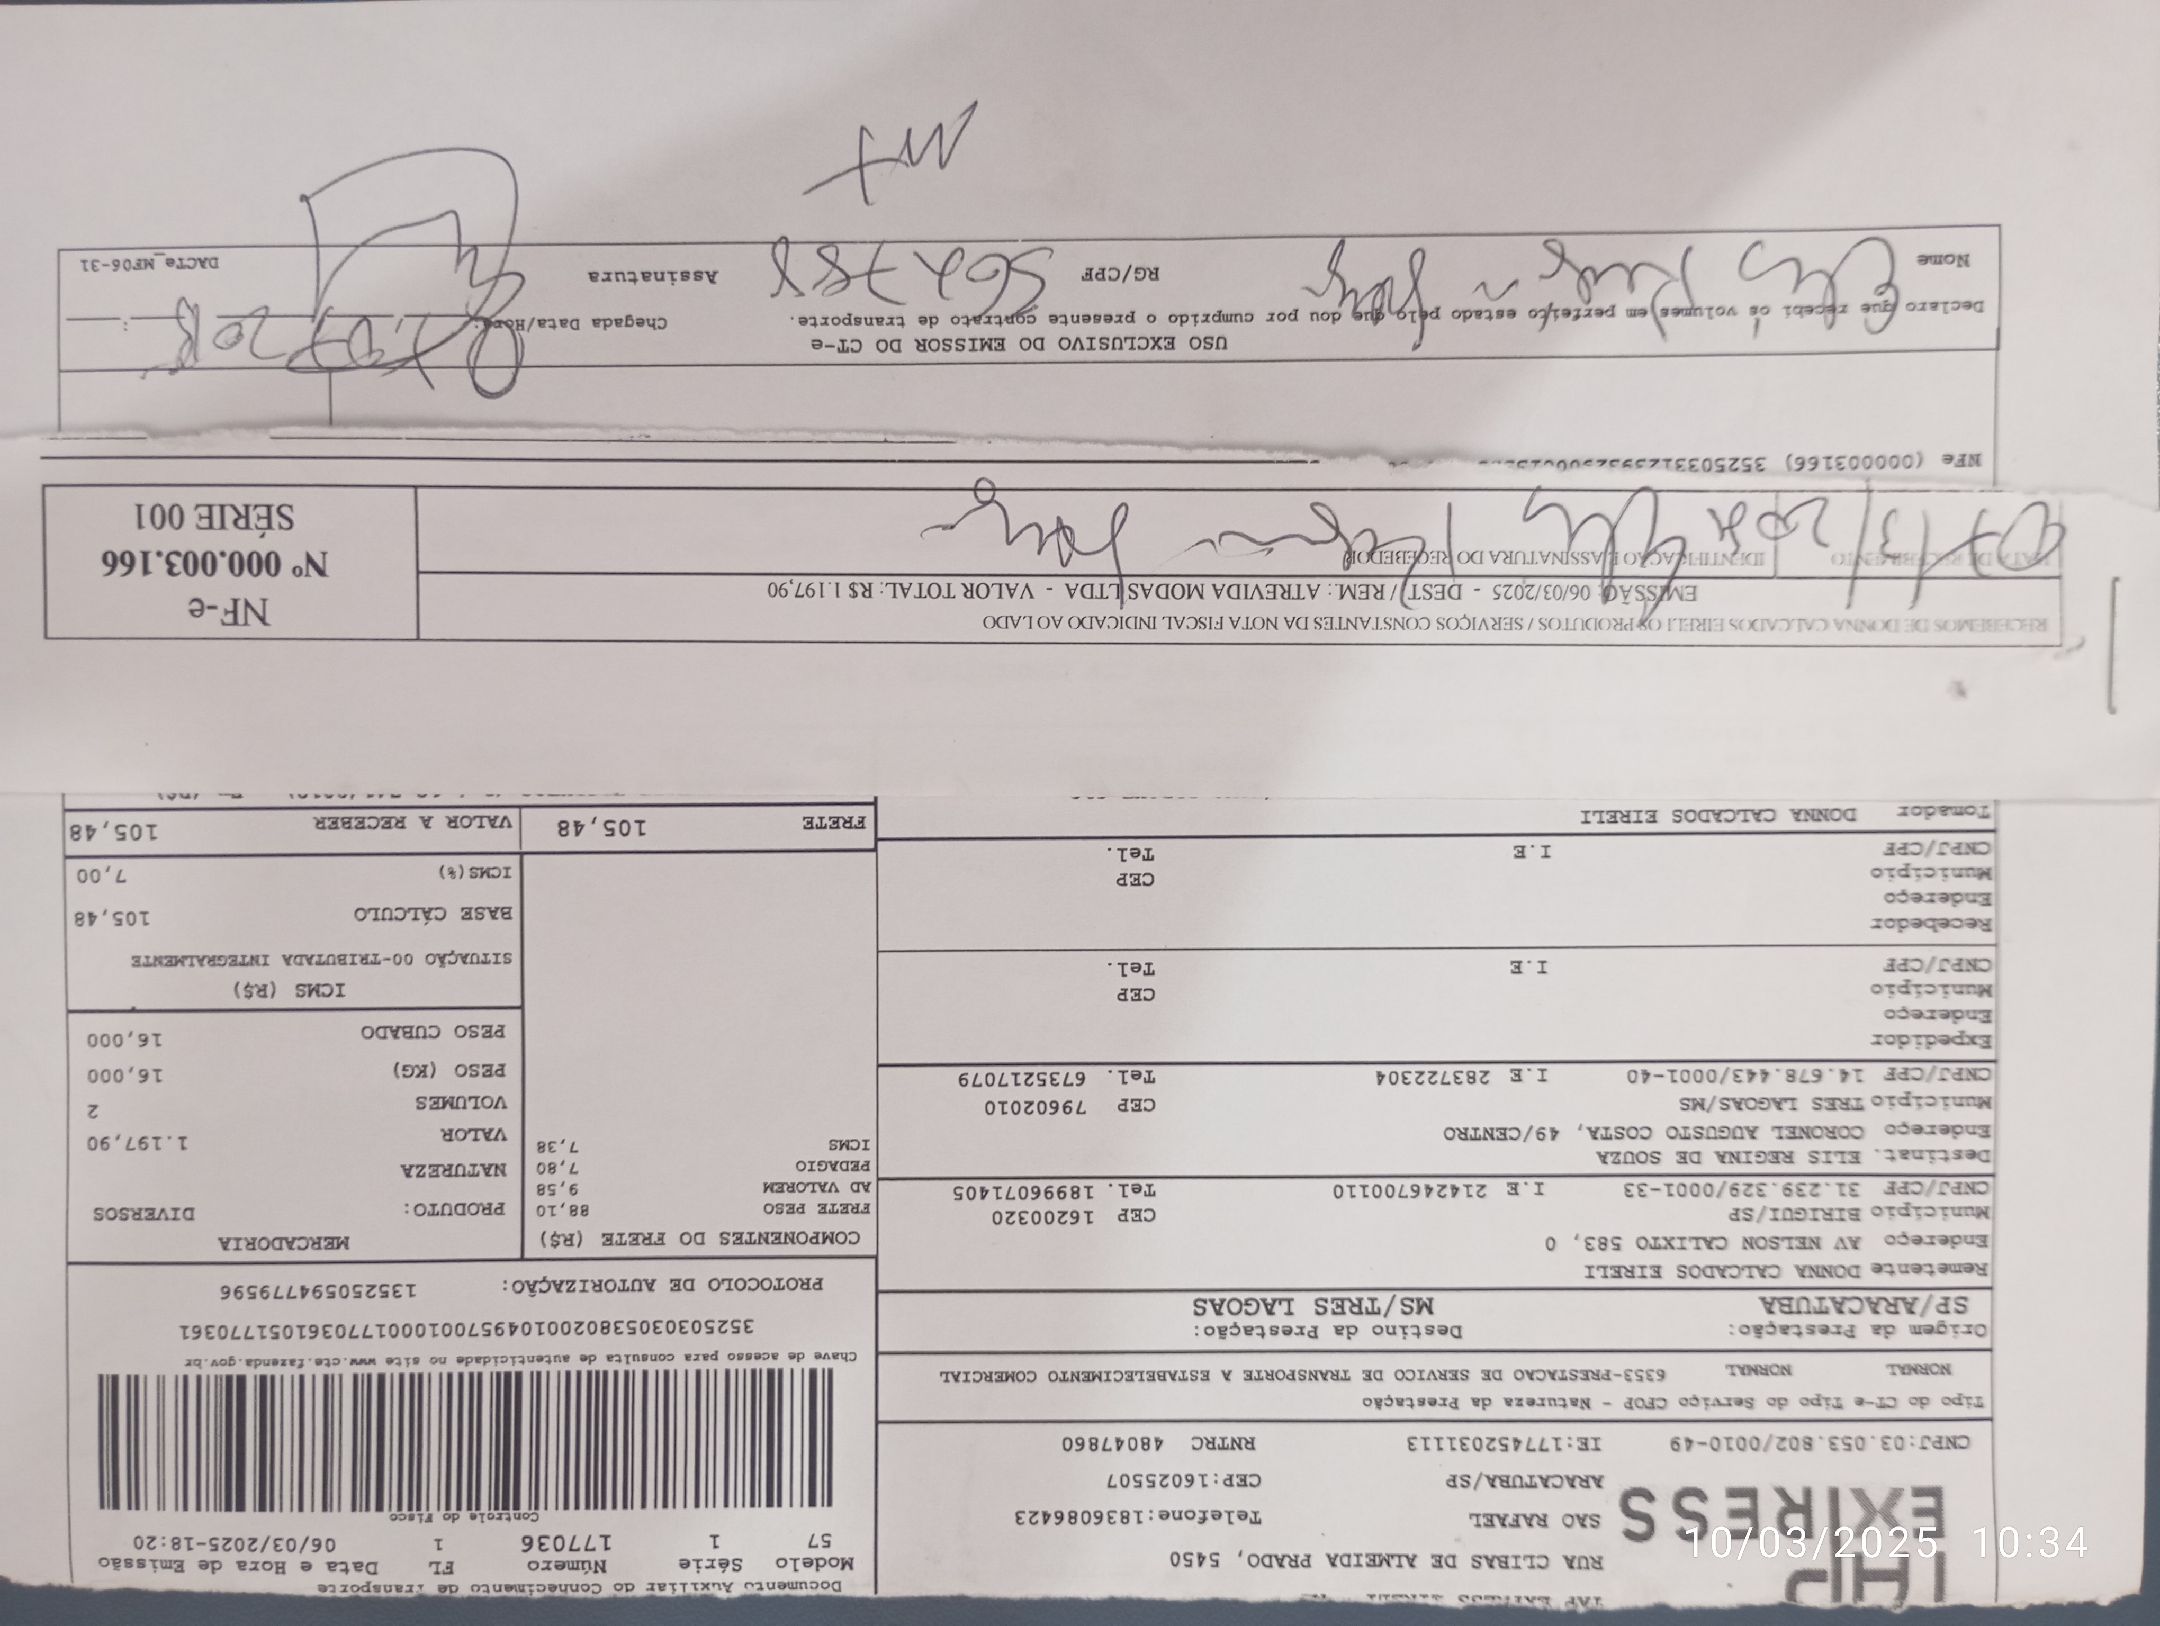 Documento Auxiliar do Conhecimento de Transporte
Modelo Série Número FL Data e Hora de Emissão
57 1 177036 1 06/03/2025-18:20
Controle do Fisco
RUA CLIBAS DE ALMEIDA PRADO, 5450
SAO RAFAEL Telefone:1836086423
ARACATUBA/SP CEP:16025507
CNPJ:03.053.802/0010-49 IE:177452031113 RNTRC 48047860
EXIRESS
Chave de acesso para consulta de autenticidade no site www.cte.fazenda.gov.br
35250303053802001049570010001770361051770361
PROTOCOLO DE AUTORIZAÇÃO: 135250594779596
Tipo do CT-e Tipo do Serviço CFOP - Natureza da Prestação
NORMAL NORMAL 6353-PRESTACAO DE SERVICO DE TRANSPORTE A ESTABELECIMENTO COMERCIAL
Origem da Prestação: Destino da Prestação:
SP/ARACATUBA MS/TRES LAGOAS
Remetente DONNA CALCADOS EIRELI
Endereço AV NELSON CALIXTO 583, 0
Município BIRIGUI/SP CEP 16200320
CNPJ/CPF 31.239.329/0001-33 I.E 214246700110 Tel. 18996071405
Destinat. ELIS REGINA DE SOUZA
Endereço CORONEL AUGUSTO COSTA, 49/CENTRO
Município TRES LAGOAS/MS CEP 79602010
CNPJ/CPF 14.678.443/0001-40 I.E 283722304 Tel. 6735217079
Expedidor
Endereço
Município CEP
CNPJ/CPF I.E Tel.
Recebedor
Endereço
Município CEP
CNPJ/CPF I.E Tel.
Tomador DONNA CALCADOS EIRELI
COMPONENTES DO FRETE (R$)
FRETE PESO 88,10
AD VALOREM 9,58
PEDAGIO 7,80
ICMS 7,38
MERCADORIA
PRODUTO: DIVERSOS
NATUREZA
VALOR 1.197,90
VOLUMES 2
PESO (KG) 16,000
PESO CUBADO 16,000
ICMS (R$)
SITUAÇÃO 00-TRIBUTADA INTEGRALMENTE
BASE CÁLCULO 105,48
ICMS(%) 7,00
FRETE 105,48 VALOR A RECEBER 105,48
RECEBEMOS DE DONNA CALCADOS EIRELI OS PRODUTOS / SERVIÇOS CONSTANTES DA NOTA FISCAL INDICADO AO LADO
EMISSÃO: 06/03/2025 - DEST / REM.: ATREVIDA MODAS LTDA - VALOR TOTAL: R$ 1.197,90
DATA DE RECEBIMENTO IDENTIFICAÇÃO E ASSINATURA DO RECEBEDOR
NF-e
Nº 000.003.166
SÉRIE 001
NFe (000003166)
USO EXCLUSIVO DO EMISSOR DO CT-e
Declaro que recebi os volumes em perfeito estado pelo que dou por cumprido o presente contrato de transporte. Chegada Data/Hora:
Nome RG/CPF 562788 Assinatura
DACTe_MF06-31
10/03/2025 10:34